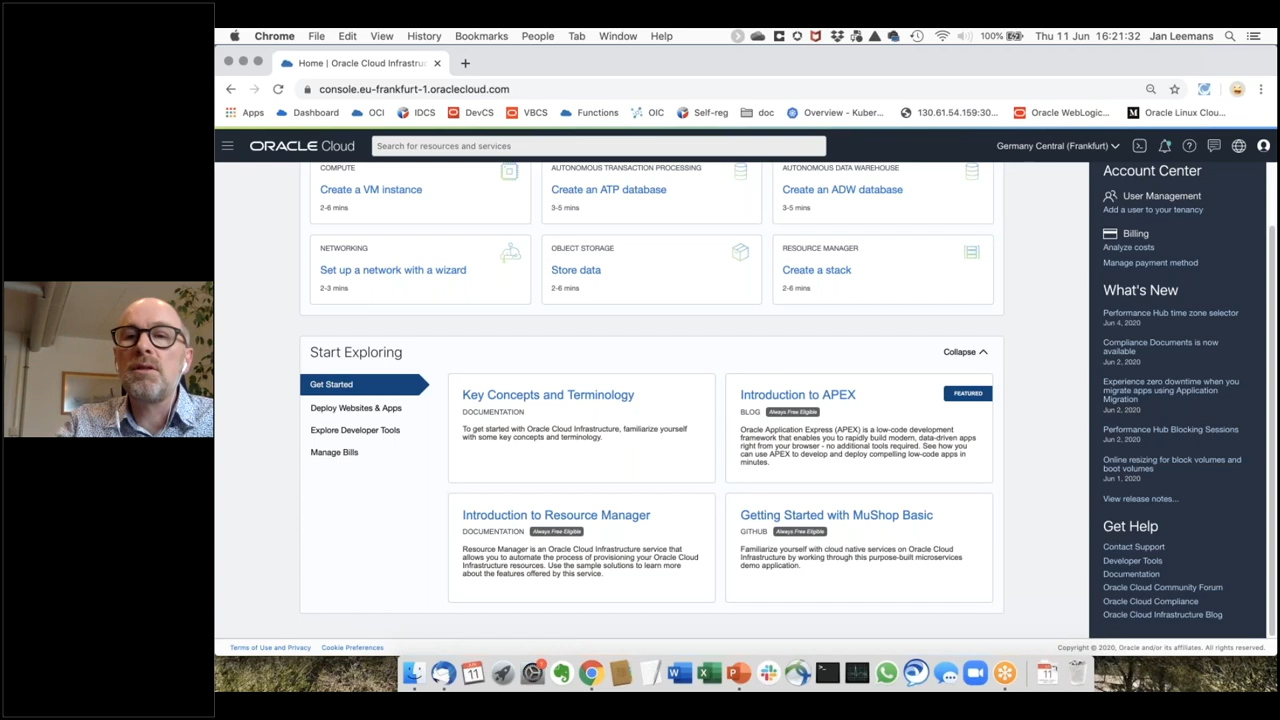 Chrome File Edit View History Bookmarks People Tab Window Help 100% Thu 11 Jun 16:21:32 Jan Leemans
Home | Oracle Cloud Infrastruc
console.eu-frankfurt-1.oraclecloud.com
Apps Dashboard OCI IDCS DevCS VBCS Functions OIC Self-reg doc Overview - Kuber... 130.61.54.159:30... Oracle WebLogic... Oracle Linux Clou...
ORACLE Cloud Search for resources and services Germany Central (Frankfurt)
COMPUTE
Create a VM instance
2-6 mins
AUTONOMOUS TRANSACTION PROCESSING
Create an ATP database
3-5 mins
AUTONOMOUS DATA WAREHOUSE
Create an ADW database
3-5 mins
NETWORKING
Set up a network with a wizard
2-3 mins
OBJECT STORAGE
Store data
2-6 mins
RESOURCE MANAGER
Create a stack
2-6 mins
Start Exploring
Collapse
Get Started
Deploy Websites & Apps
Explore Developer Tools
Manage Bills
Key Concepts and Terminology
DOCUMENTATION
To get started with Oracle Cloud Infrastructure, familiarize yourself
with some key concepts and terminology.
Introduction to APEX
FEATURED
BLOG Always Free Eligible
Oracle Application Express (APEX) is a low-code development
framework that enables you to rapidly build modern, data-driven apps
right from your browser - no additional tools required. See how you
can use APEX to develop and deploy compelling low-code apps in
minutes.
Introduction to Resource Manager
DOCUMENTATION Always Free Eligible
Resource Manager is an Oracle Cloud Infrastructure service that
allows you to automate the process of provisioning your Oracle Cloud
Infrastructure resources. Use the sample solutions to learn more
about the features offered by this service.
Getting Started with MuShop Basic
GITHUB Always Free Eligible
Familiarize yourself with cloud native services on Oracle Cloud
Infrastructure by working through this purpose-built microservices
demo application.
Account Center
User Management
Add a user to your tenancy
Billing
Analyze costs
Manage payment method
What's New
Performance Hub time zone selector
Jun 4, 2020
Compliance Documents is now
available
Jun 2, 2020
Experience zero downtime when you
migrate apps using Application
Migration
Jun 2, 2020
Performance Hub Blocking Sessions
Jun 2, 2020
Online resizing for block volumes and
boot volumes
Jun 1, 2020
View release notes...
Get Help
Contact Support
Developer Tools
Documentation
Oracle Cloud Community Forum
Oracle Cloud Compliance
Oracle Cloud Infrastructure Blog
Terms of Use and Privacy Cookie Preferences
Copyright © 2020, Oracle and/or its affiliates. All rights reserved.